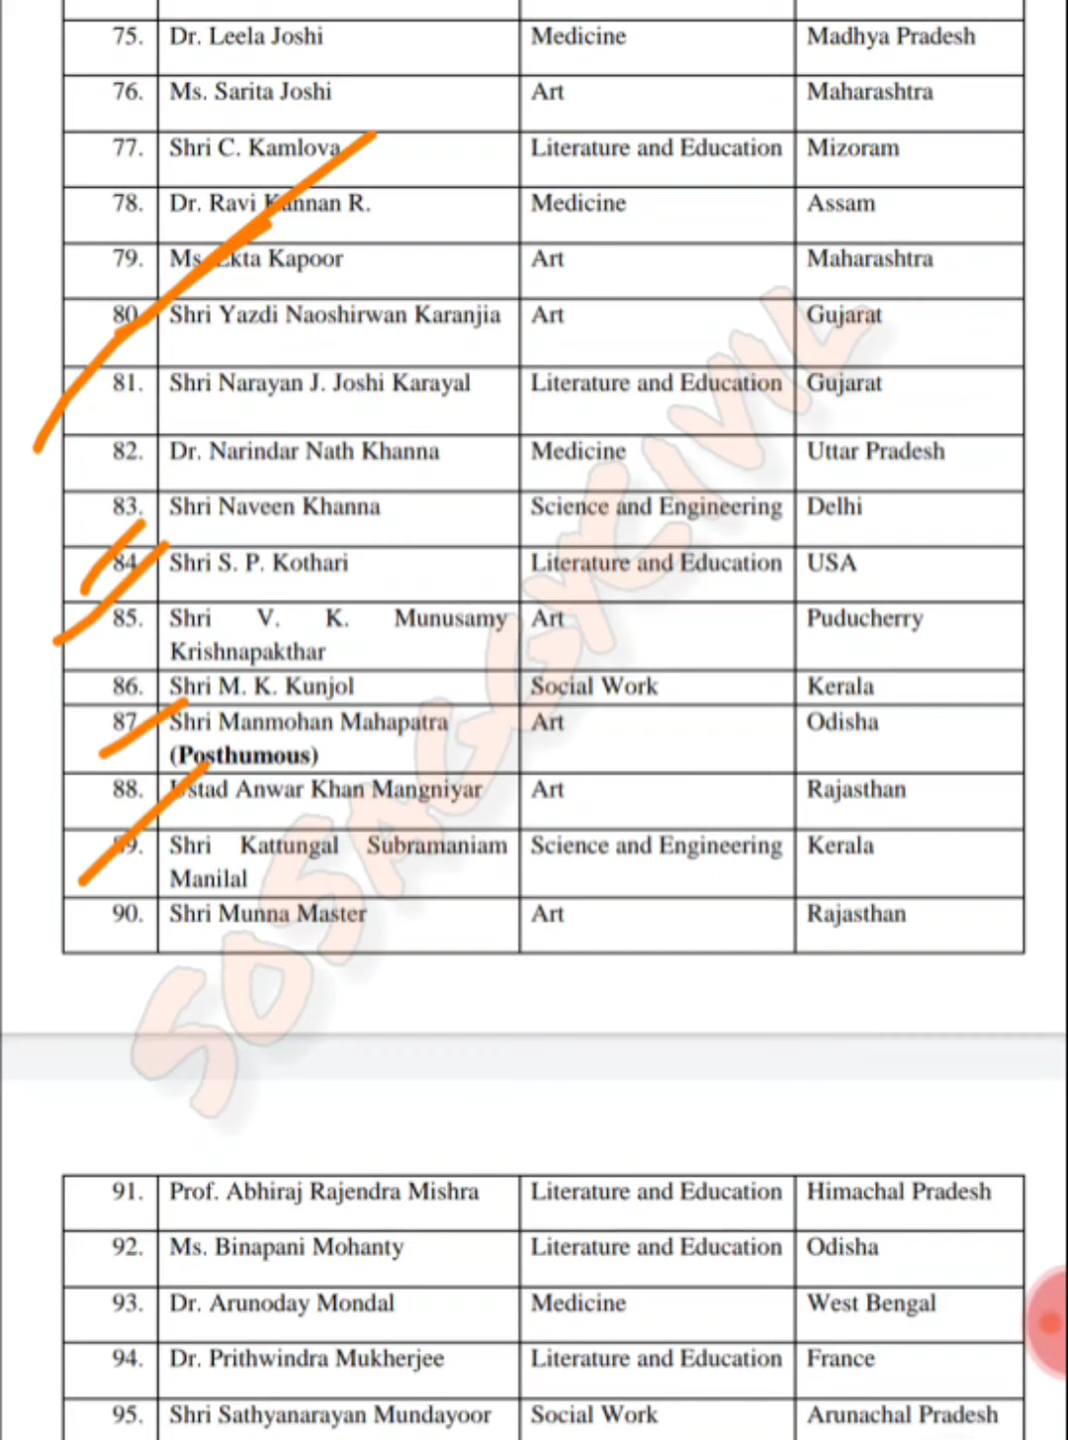 75. Dr. Leela Joshi Medicine Madhya Pradesh
76. Ms. Sarita Joshi Art Maharashtra
77. Shri C. Kamlova Literature and Education Mizoram
78. Dr. Ravi Kannan R. Medicine Assam
79. Ms. Ekta Kapoor Art Maharashtra
80. Shri Yazdi Naoshirwan Karanjia Art Gujarat
81. Shri Narayan J. Joshi Karayal Literature and Education Gujarat
82. Dr. Narindar Nath Khanna Medicine Uttar Pradesh
83. Shri Naveen Khanna Science and Engineering Delhi
84. Shri S. P. Kothari Literature and Education USA
85. Shri V. K. Munusamy Art Puducherry
Krishnapakthar
86. Shri M. K. Kunjol Social Work Kerala
87. Shri Manmohan Mahapatra Art Odisha
(Posthumous)
88. Ustad Anwar Khan Mangniyar Art Rajasthan
89. Shri Kattungal Subramaniam Science and Engineering Kerala
Manilal
90. Shri Munna Master Art Rajasthan
SOSAGGYCIVIL
91. Prof. Abhiraj Rajendra Mishra Literature and Education Himachal Pradesh
92. Ms. Binapani Mohanty Literature and Education Odisha
93. Dr. Arunoday Mondal Medicine West Bengal
94. Dr. Prithwindra Mukherjee Literature and Education France
95. Shri Sathyanarayan Mundayoor Social Work Arunachal Pradesh